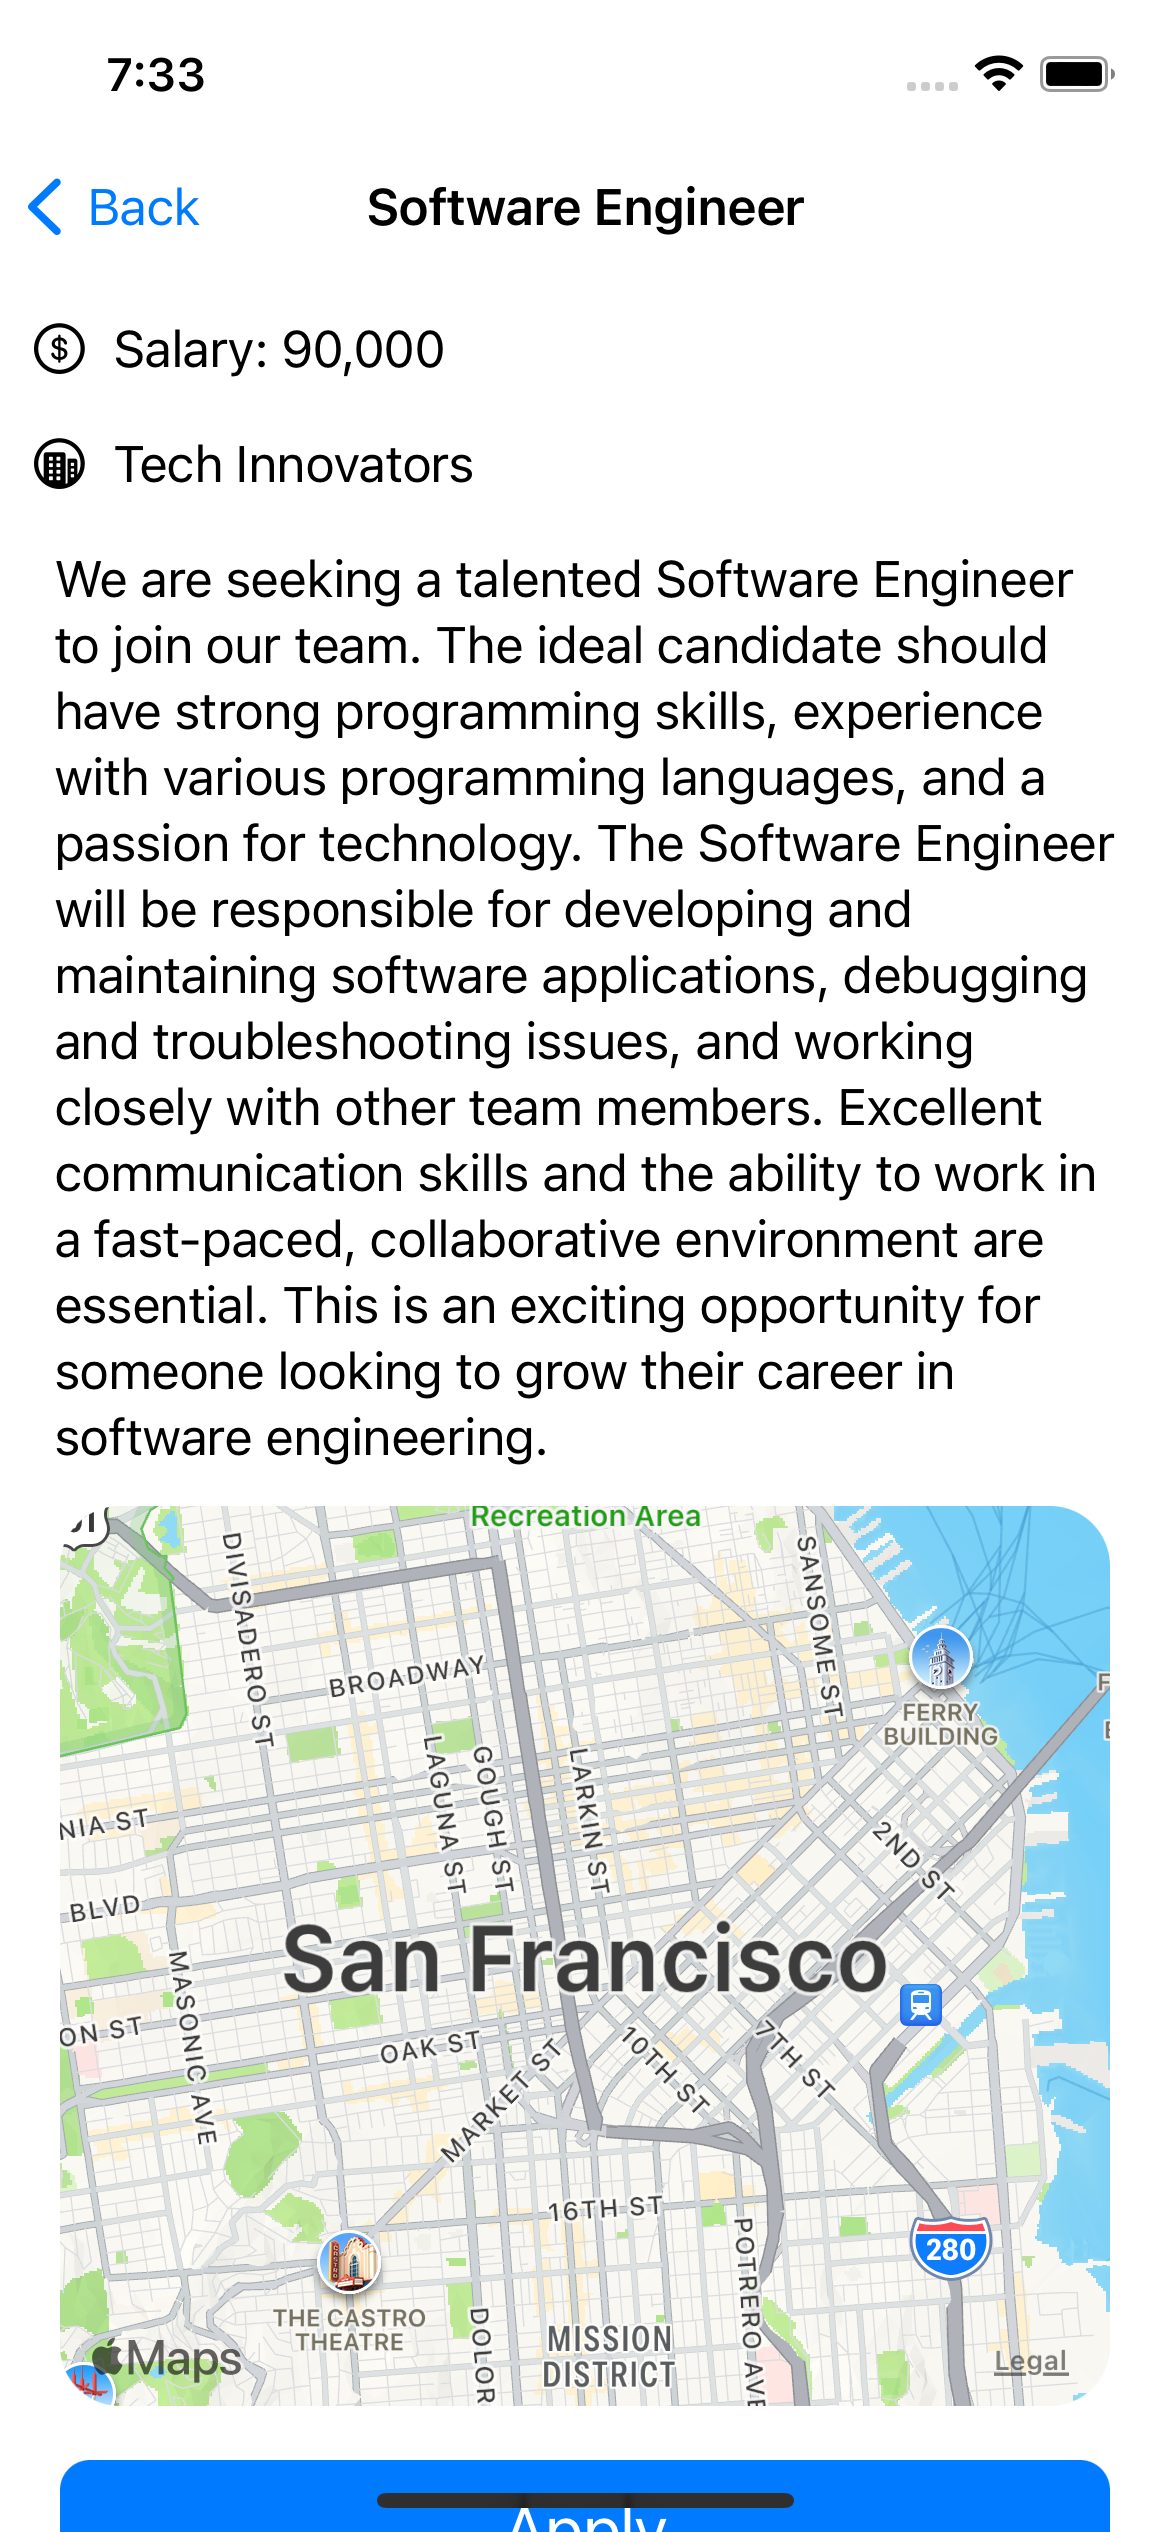 7:33
Back
Software Engineer
$ Salary: 90,000
Tech Innovators
We are seeking a talented Software Engineer
to join our team. The ideal candidate should
have strong programming skills, experience
with various programming languages, and a
passion for technology. The Software Engineer
will be responsible for developing and
maintaining software applications, debugging
and troubleshooting issues, and working
closely with other team members. Excellent
communication skills and the ability to work in
a fast-paced, collaborative environment are
essential. This is an exciting opportunity for
someone looking to grow their career in
software engineering.
Recreation Area
DIVISADERO ST
SANSOME ST
BROADWAY
FERRY
BUILDING
LAGUNA ST
GOUGH ST
LARKIN ST
NIA ST
2ND ST
BLVD
San Francisco
MASONIC AVE
ON ST
OAK ST
MARKET ST
10TH ST
7TH ST
16TH ST
POTRERO AVE
280
CASTRO
THE CASTRO
THEATRE
DOLOR
MISSION
DISTRICT
Maps
Legal
Apply